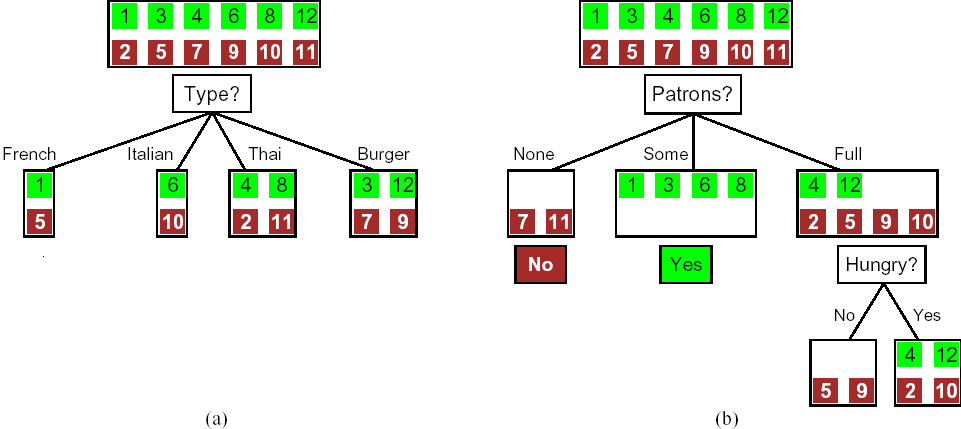 1 3 4 6 8 12
2 5 7 9 10 11
Type?
French Italian Thai Burger
1 6 4 8 3 12
5 10 2 11 7 9
(a)
1 3 4 6 8 12
2 5 7 9 10 11
Patrons?
None Some Full
1 3 6 8 4 12
7 11 2 5 9 10
No Yes Hungry?
No Yes
4 12
5 9 2 10
(b)